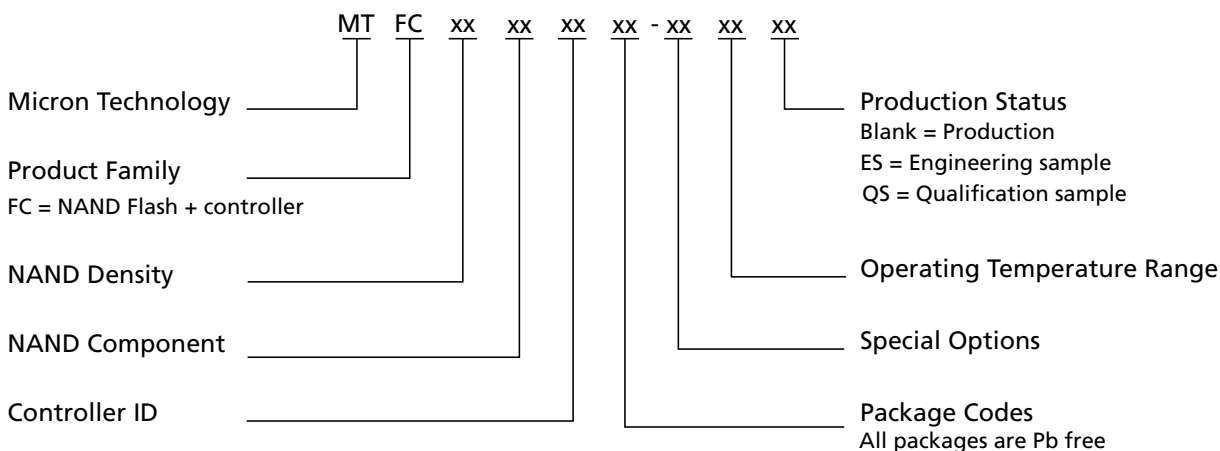 MT FC xx xx xx xx - xx xx xx
Micron Technology
Product Family
FC = NAND Flash + controller
NAND Density
NAND Component
Controller ID
Production Status
Blank = Production
ES = Engineering sample
QS = Qualification sample
Operating Temperature Range
Special Options
Package Codes
All packages are Pb free